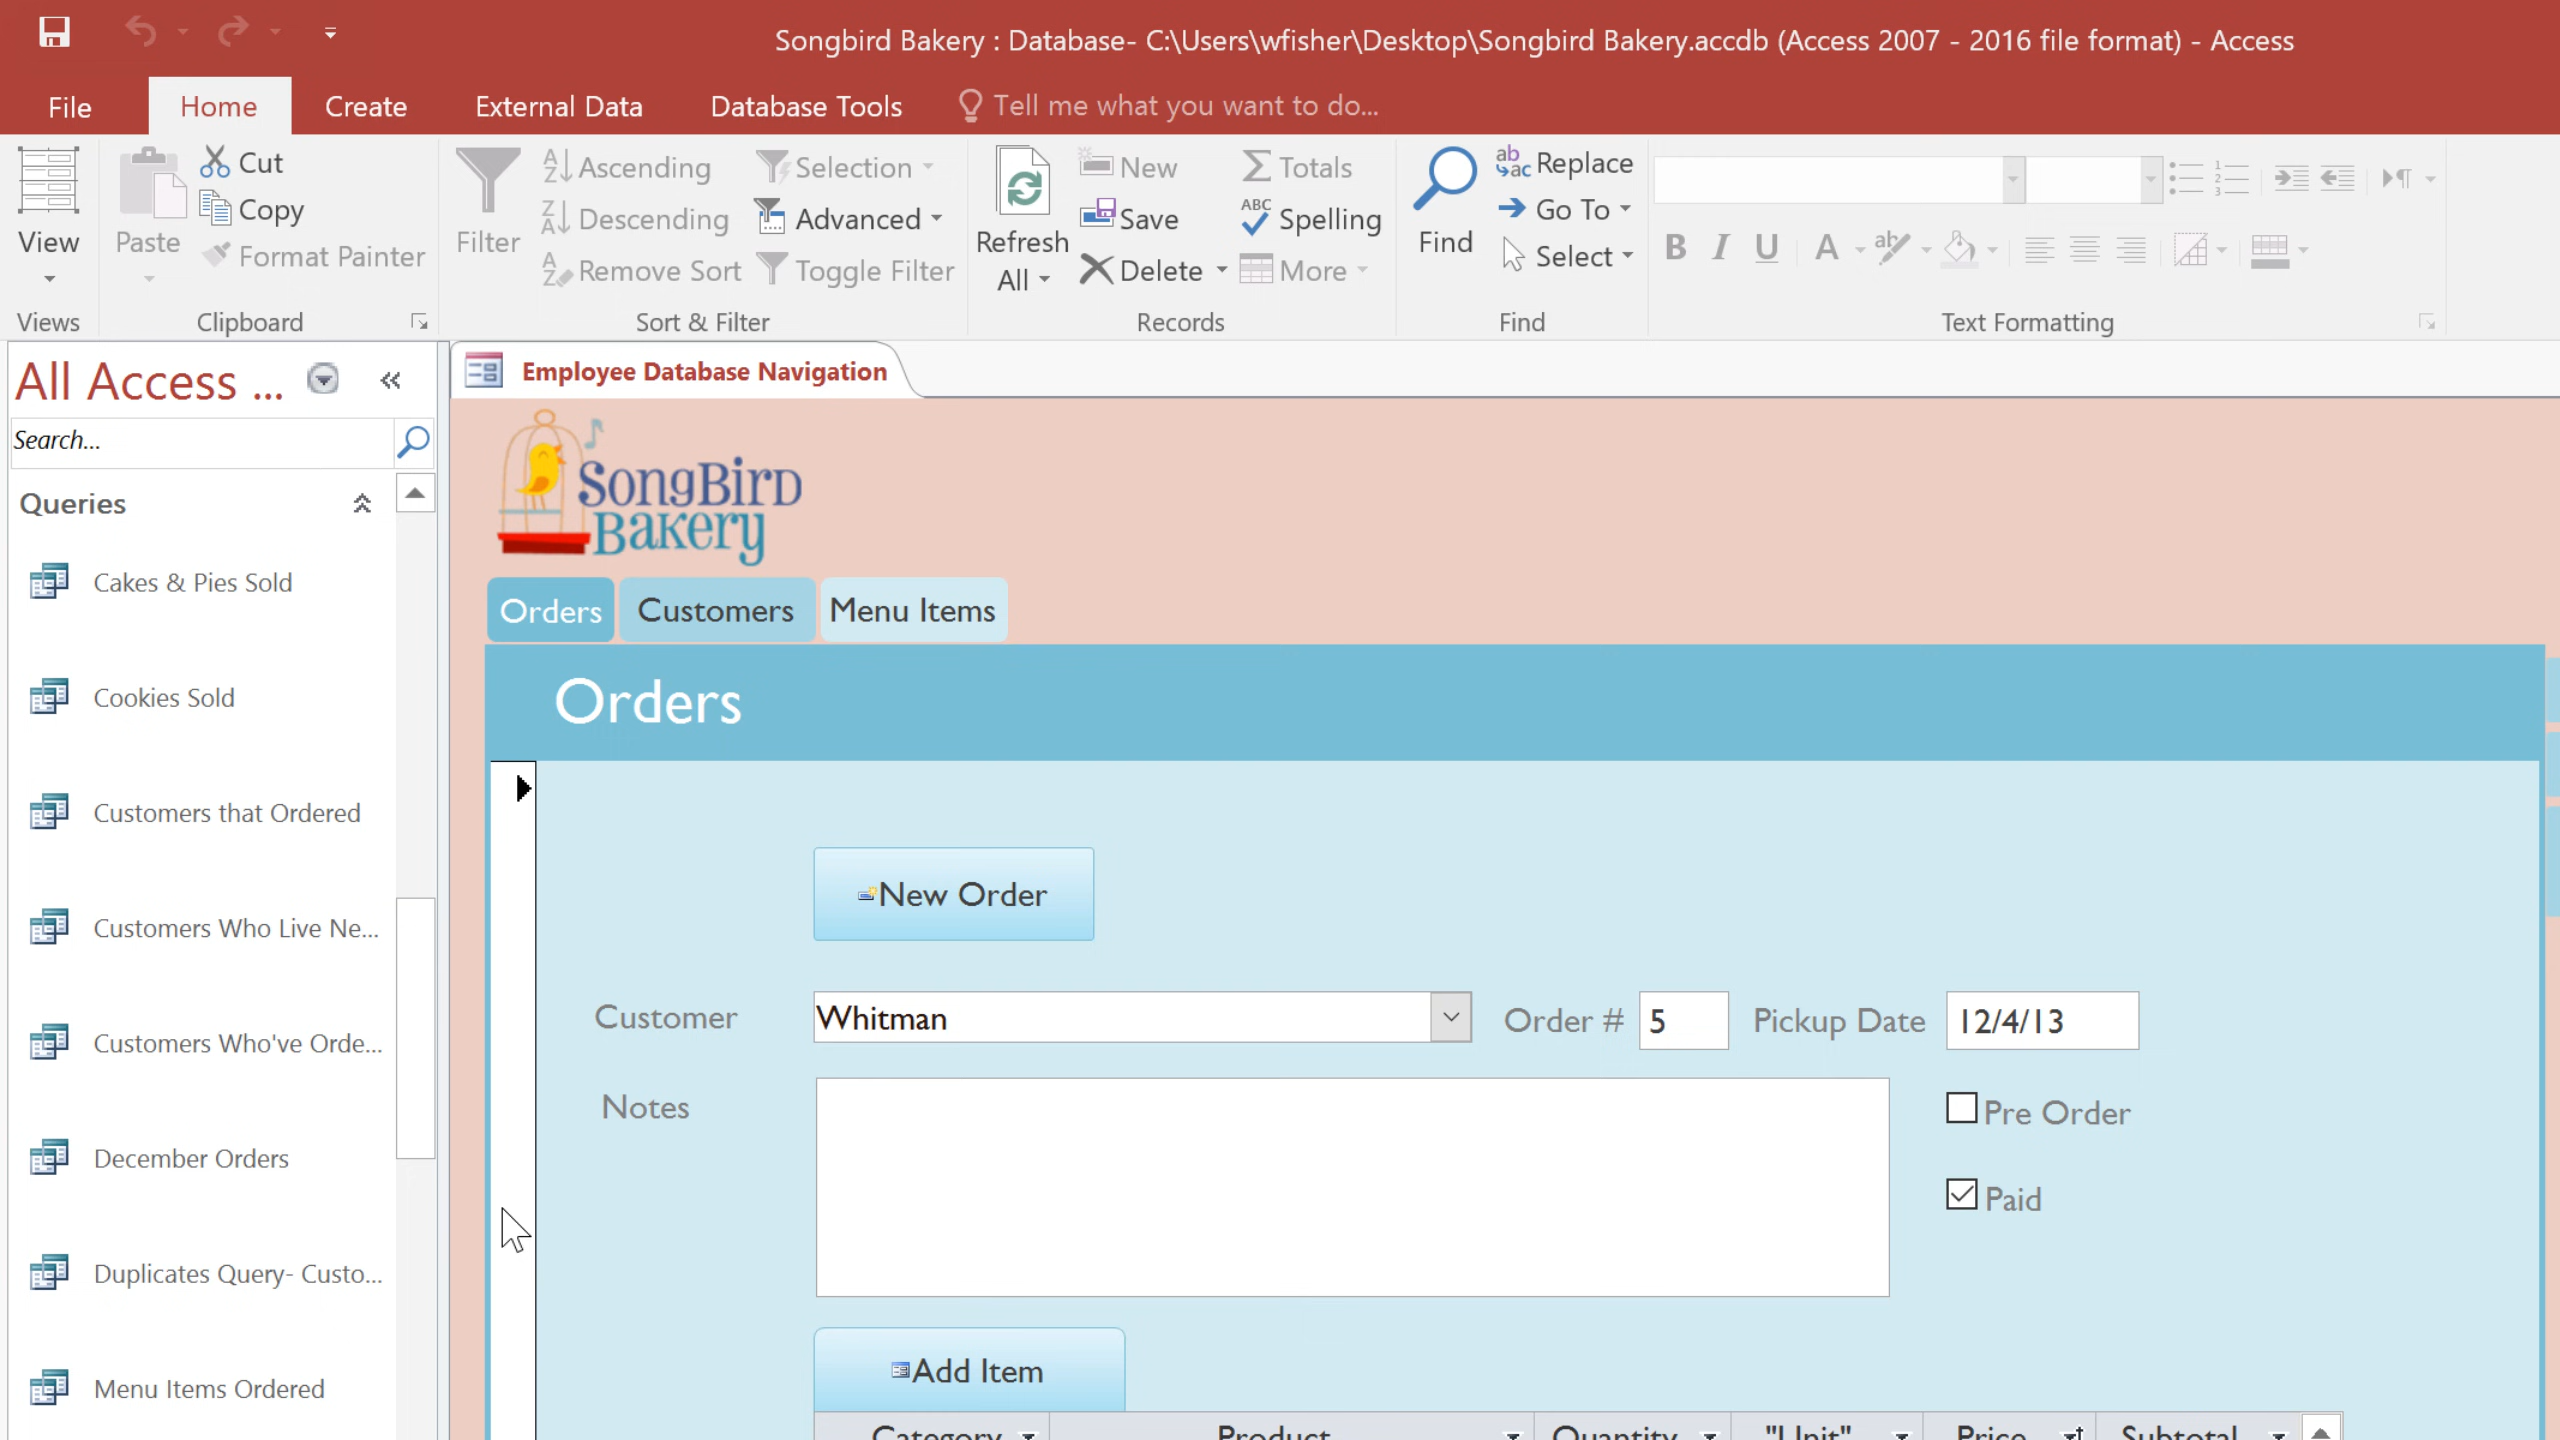 Songbird Bakery : Database- C:\Users\wfisher\Desktop\Songbird Bakery.accdb (Access 2007 - 2016 file format) - Access
File Home Create External Data Database Tools Tell me what you want to do...
View
Views
Paste
Cut
Copy
Format Painter
Clipboard
Filter
Ascending
Descending
Remove Sort
Selection
Advanced
Toggle Filter
Sort & Filter
Refresh
All
New
Save
Delete
Totals
Spelling
More
Records
Find
Replace
Go To
Select
Find
B I U A
Text Formatting
All Access ...
Search...
Queries
Cakes & Pies Sold
Cookies Sold
Customers that Ordered
Customers Who Live Ne...
Customers Who've Orde...
December Orders
Duplicates Query- Custo...
Menu Items Ordered
Employee Database Navigation
SongBird
Bakery
Orders Customers Menu Items
Orders
New Order
Customer Whitman Order # 5 Pickup Date 12/4/13
Notes
Pre Order
Paid
Add Item
Category Product Quantity "Unit" Price Subtotal